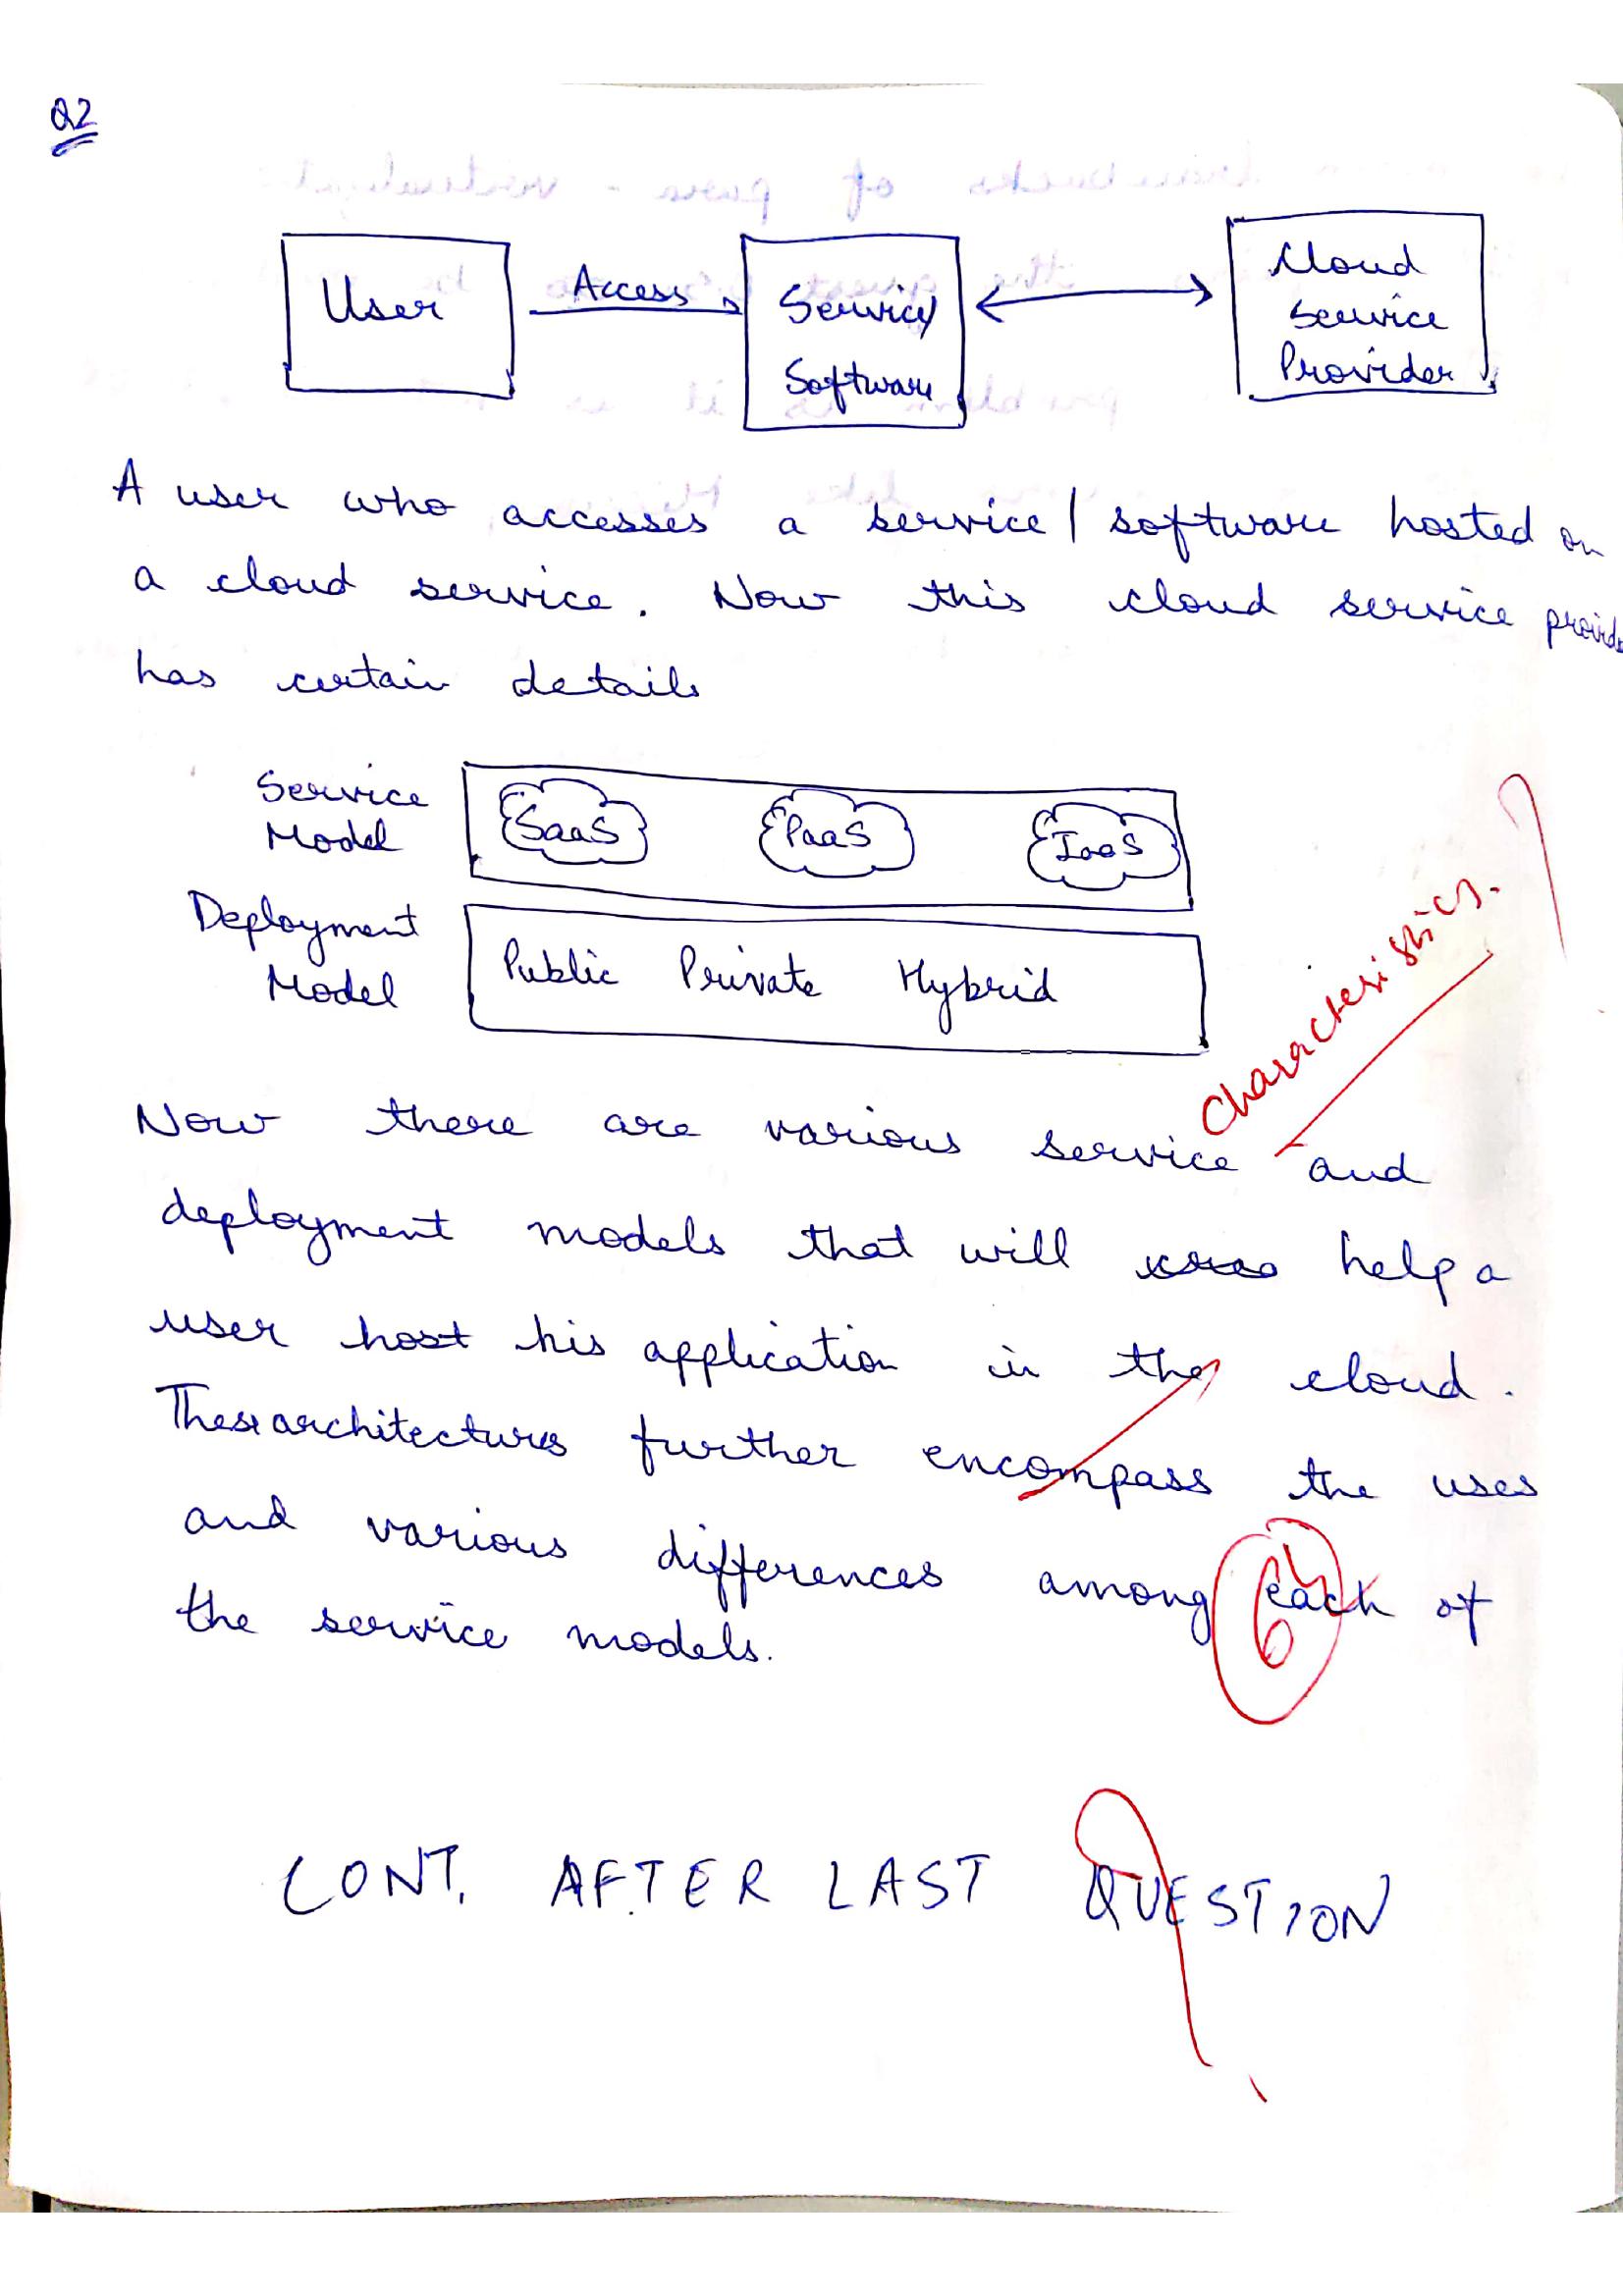 Q2
User
Access
Service/
Software
Cloud
Service
Provider
A user who accesses a service/software hosted on
a cloud service. Now this cloud service provide
has certain details
Service
Model
SaaS PaaS IaaS
Deployment
Model
Public Private Hybrid
Characteristics.
Now there are various service and
deployment models that will help a
user host his application in the cloud.
These architectures further encompass the uses
and various differences among each of
the service models.
6
CONT. AFTER LAST QUESTION